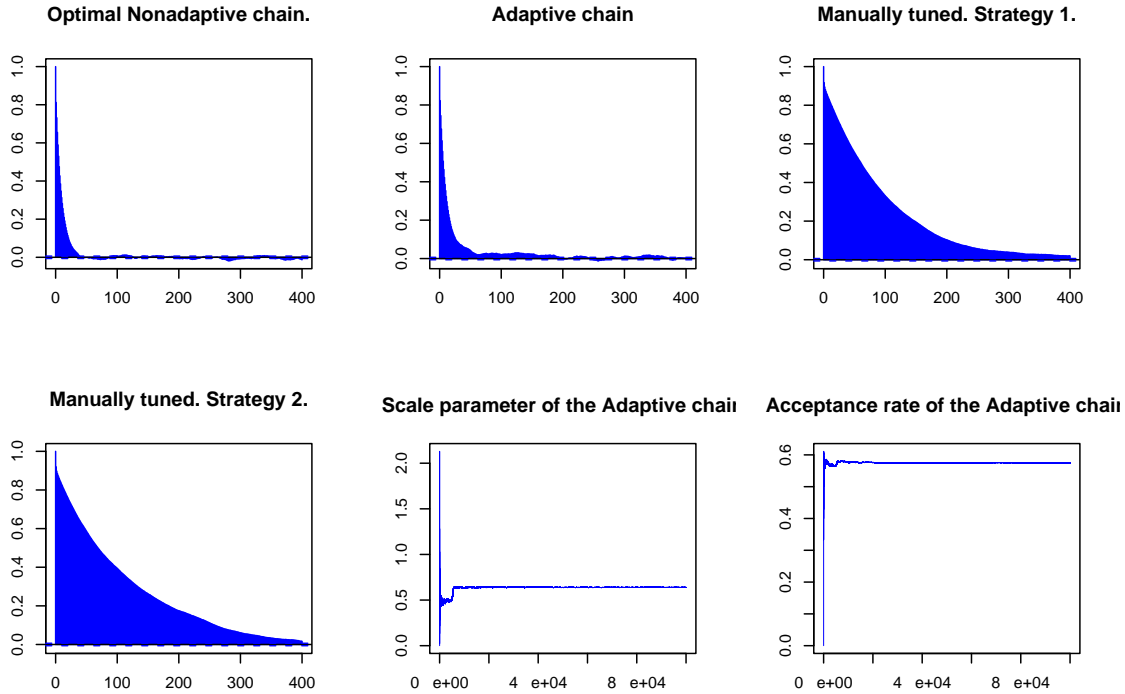 Optimal Nonadaptive chain.
0.0 0.2 0.4 0.6 0.8 1.0
0 100 200 300 400
Adaptive chain
0.0 0.2 0.4 0.6 0.8 1.0
0 100 200 300 400
Manually tuned. Strategy 1.
0.0 0.2 0.4 0.6 0.8 1.0
0 100 200 300 400
Manually tuned. Strategy 2.
0.0 0.2 0.4 0.6 0.8 1.0
0 100 200 300 400
Scale parameter of the Adaptive chai
0.0 0.5 1.0 1.5 2.0
0 e+00 4 e+04 8 e+04
Acceptance rate of the Adaptive chai
0.0 0.2 0.4 0.6
0 e+00 4 e+04 8 e+04